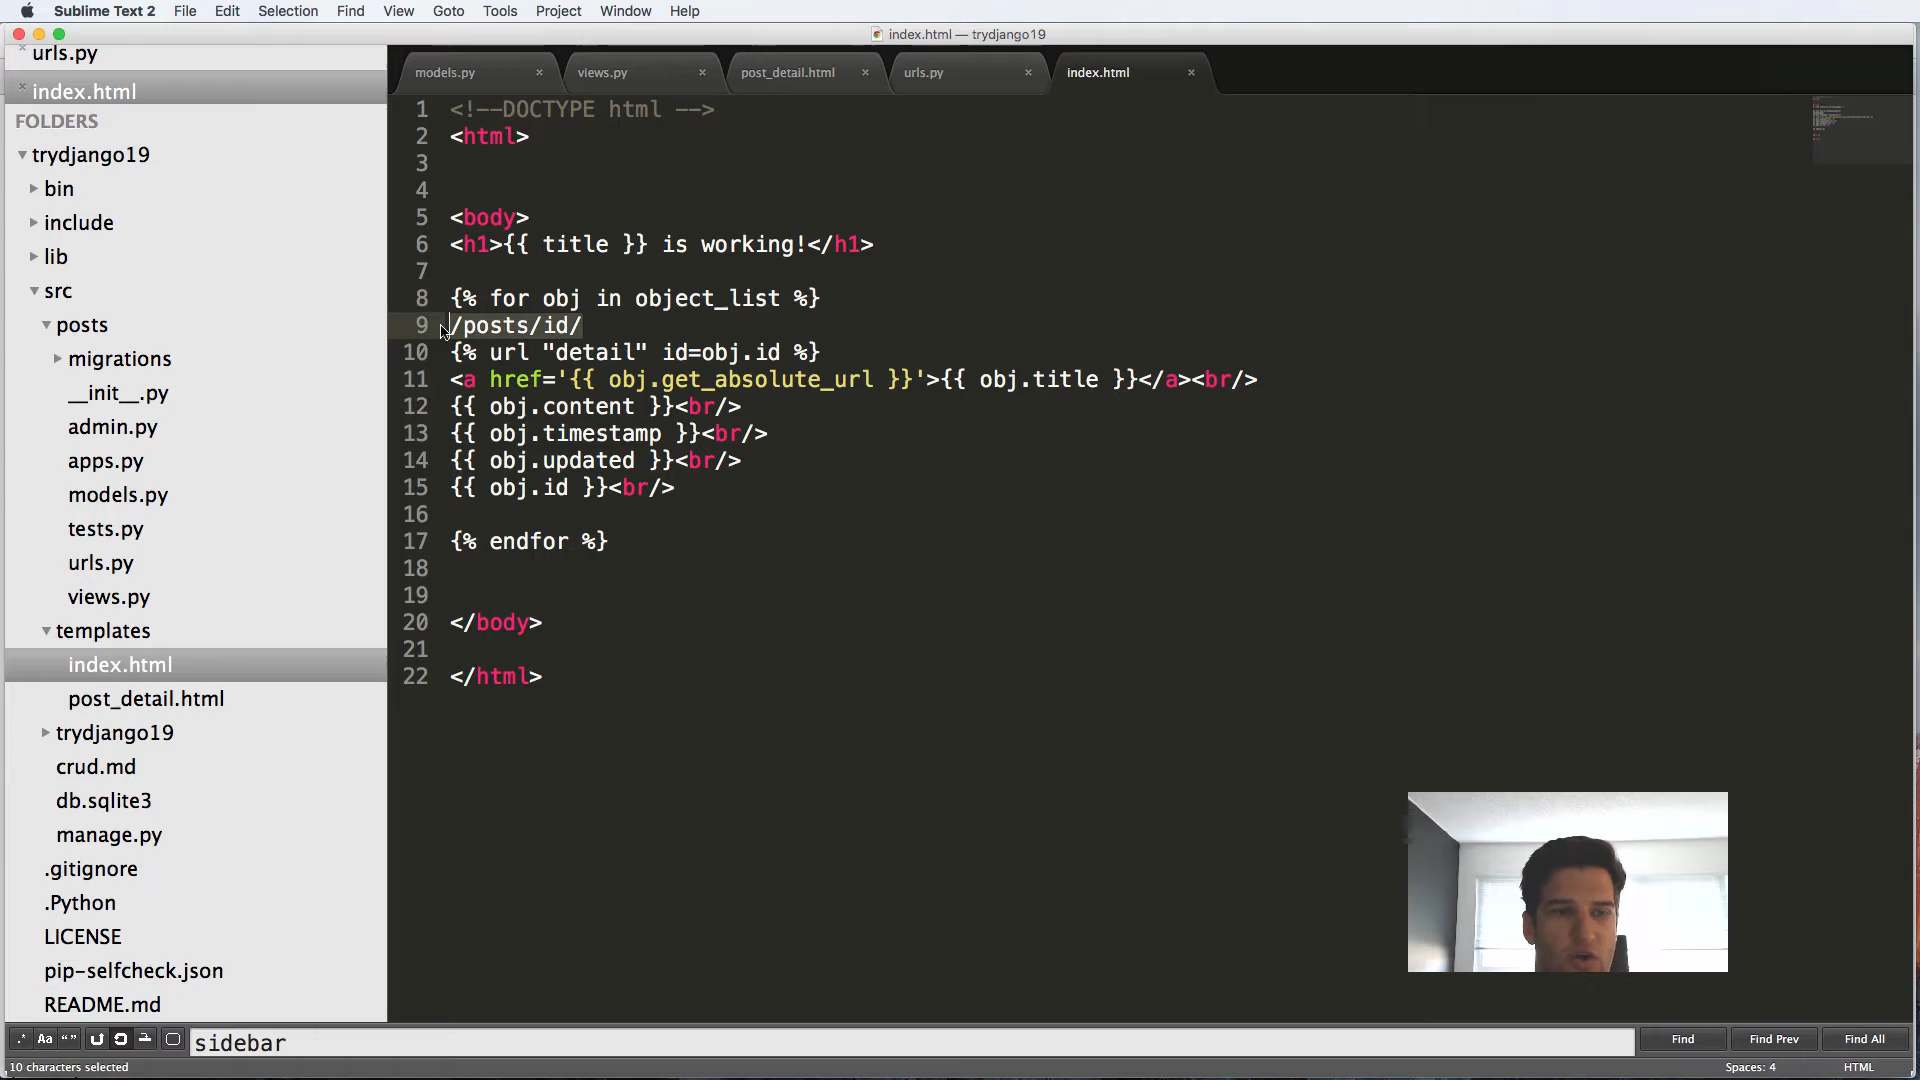 Sublime Text 2 File Edit Selection Find View Goto Tools Project Window Help
index.html — trydjango19
urls.py
index.html
FOLDERS
trydjango19
bin
include
lib
src
posts
migrations
__init__.py
admin.py
apps.py
models.py
tests.py
urls.py
views.py
templates
index.html
post_detail.html
trydjango19
crud.md
db.sqlite3
manage.py
.gitignore
.Python
LICENSE
pip-selfcheck.json
README.md
models.py views.py post_detail.html urls.py index.html
1 <!--DOCTYPE html -->
2 <html>
3
4
5 <body>
6 <h1>{{ title }} is working!</h1>
7
8 {% for obj in object_list %}
9 /posts/id/
10 {% url "detail" id=obj.id %}
11 <a href='{{ obj.get_absolute_url }}'>{{ obj.title }}</a><br/>
12 {{ obj.content }}<br/>
13 {{ obj.timestamp }}<br/>
14 {{ obj.updated }}<br/>
15 {{ obj.id }}<br/>
16
17 {% endfor %}
18
19
20 </body>
21
22 </html>
.* Aa “” sidebar Find Find Prev Find All
10 characters selected Spaces: 4 HTML